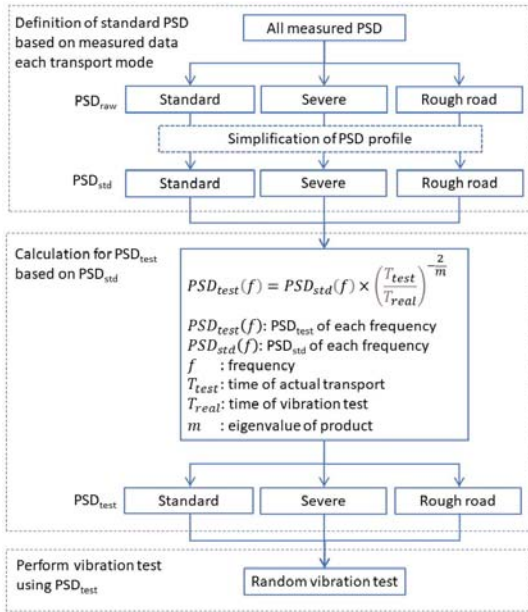 Definition of standard PSD
based on measured data
each transport mode
All measured PSD
PSD_raw Standard Severe Rough road
Simplification of PSD profile
PSD_std Standard Severe Rough road
Calculation for PSD_test
based on PSD_std
PSD_test(f) = PSD_std(f) × (T_test/T_real)^(-2/m)
PSD_test(f): PSD_test of each frequency
PSD_std(f): PSD_std of each frequency
f : frequency
T_test: time of actual transport
T_real: time of vibration test
m : eigenvalue of product
PSD_test Standard Severe Rough road
Perform vibration test
using PSD_test
Random vibration test